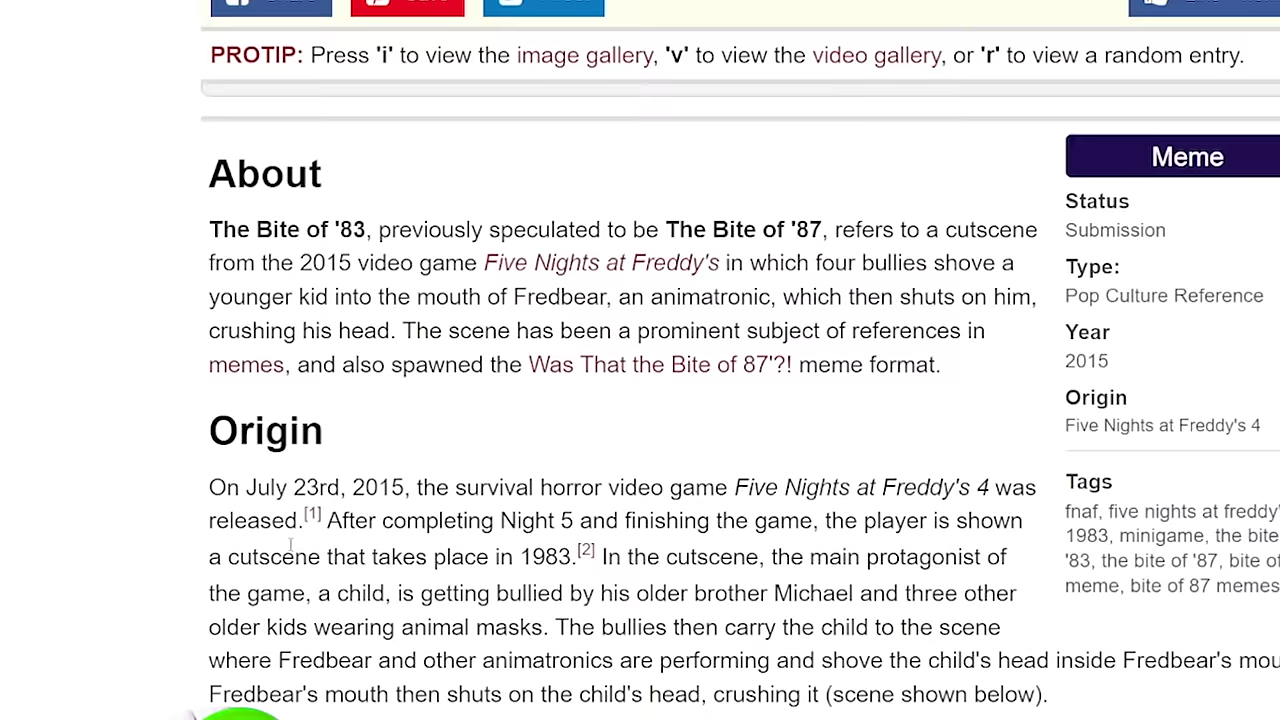 PROTIP: Press 'i' to view the image gallery, 'v' to view the video gallery, or 'r' to view a random entry.
About
The Bite of '83, previously speculated to be The Bite of '87, refers to a cutscene
from the 2015 video game Five Nights at Freddy's in which four bullies shove a
younger kid into the mouth of Fredbear, an animatronic, which then shuts on him,
crushing his head. The scene has been a prominent subject of references in
memes, and also spawned the Was That the Bite of 87'?! meme format.
Origin
On July 23rd, 2015, the survival horror video game Five Nights at Freddy's 4 was
released.[1] After completing Night 5 and finishing the game, the player is shown
a cutscene that takes place in 1983.[2] In the cutscene, the main protagonist of
the game, a child, is getting bullied by his older brother Michael and three other
older kids wearing animal masks. The bullies then carry the child to the scene
where Fredbear and other animatronics are performing and shove the child's head inside Fredbear's mou
Fredbear's mouth then shuts on the child's head, crushing it (scene shown below).
Meme
Status
Submission
Type:
Pop Culture Reference
Year
2015
Origin
Five Nights at Freddy's 4
Tags
fnaf, five nights at freddy'
1983, minigame, the bite
'83, the bite of '87, bite of
meme, bite of 87 memes